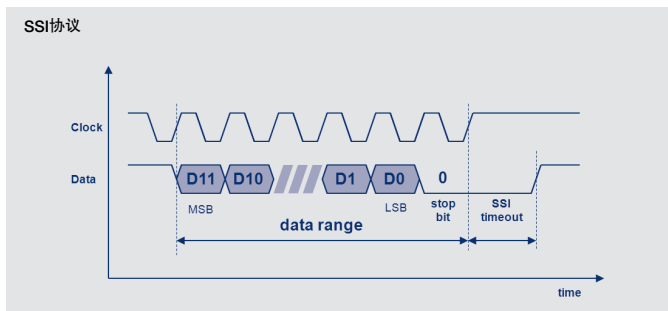 SSI协议
Clock
Data
D11 D10 D1 D0 0
MSB LSB stop bit SSI timeout
data range
time